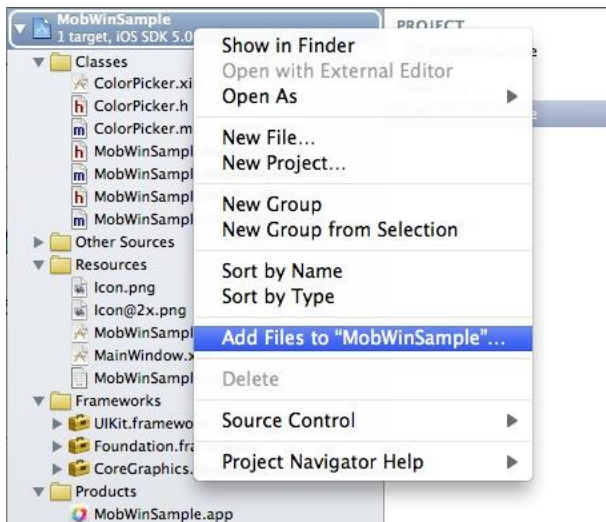 MobWinSample
1 target, iOS SDK 5.0
PROJECT
Classes
ColorPicker.xi
ColorPicker.h
ColorPicker.m
MobWinSampl
MobWinSampl
MobWinSampl
MobWinSampl
Other Sources
Resources
Icon.png
Icon@2x.png
MobWinSampl
MainWindow.x
MobWinSampl
Frameworks
UIKit.framewo
Foundation.fra
CoreGraphics.
Products
MobWinSample.app
Show in Finder
Open with External Editor
Open As
New File...
New Project...
New Group
New Group from Selection
Sort by Name
Sort by Type
Add Files to “MobWinSample”...
Delete
Source Control
Project Navigator Help